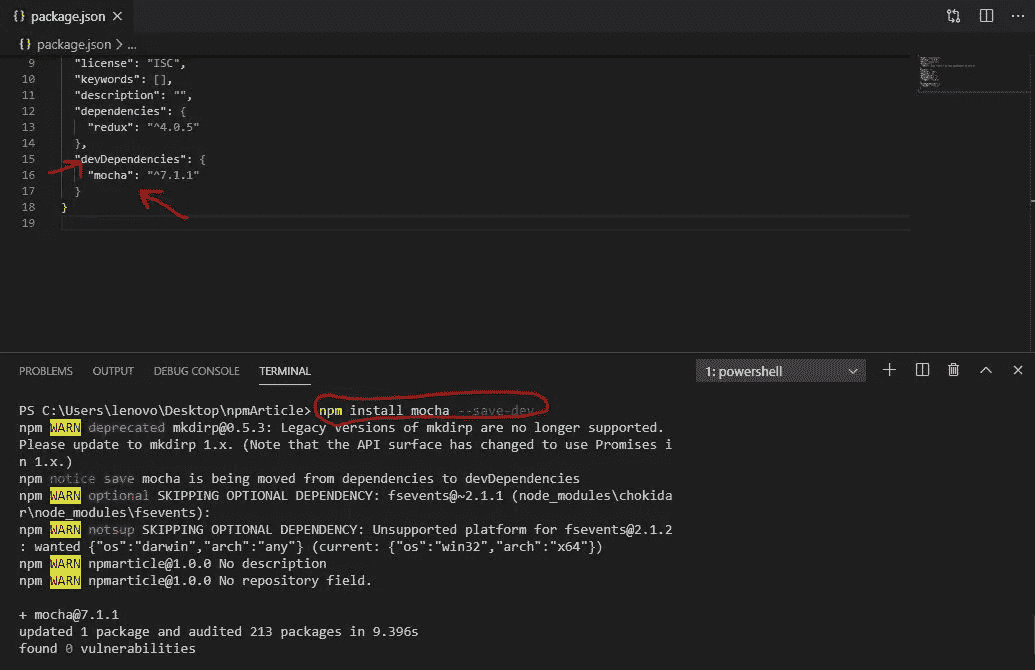 {} package.json ×
{} package.json > ...
9 "license": "ISC",
10 "keywords": [],
11 "description": "",
12 "dependencies": {
13 "redux": "^4.0.5"
14 },
15 "devDependencies": {
16 "mocha": "^7.1.1"
17 }
18 }
19
PROBLEMS OUTPUT DEBUG CONSOLE TERMINAL 1: powershell
PS C:\Users\lenovo\Desktop\npmArticle> npm install mocha --save-dev
npm WARN deprecated mkdirp@0.5.3: Legacy versions of mkdirp are no longer supported.
Please update to mkdirp 1.x. (Note that the API surface has changed to use Promises i
n 1.x.)
npm notice save mocha is being moved from dependencies to devDependencies
npm WARN optional SKIPPING OPTIONAL DEPENDENCY: fsevents@~2.1.1 (node_modules\chokida
r\node_modules\fsevents):
npm WARN notsup SKIPPING OPTIONAL DEPENDENCY: Unsupported platform for fsevents@2.1.2
: wanted {"os":"darwin","arch":"any"} (current: {"os":"win32","arch":"x64"})
npm WARN npmarticle@1.0.0 No description
npm WARN npmarticle@1.0.0 No repository field.
+ mocha@7.1.1
updated 1 package and audited 213 packages in 9.396s
found 0 vulnerabilities